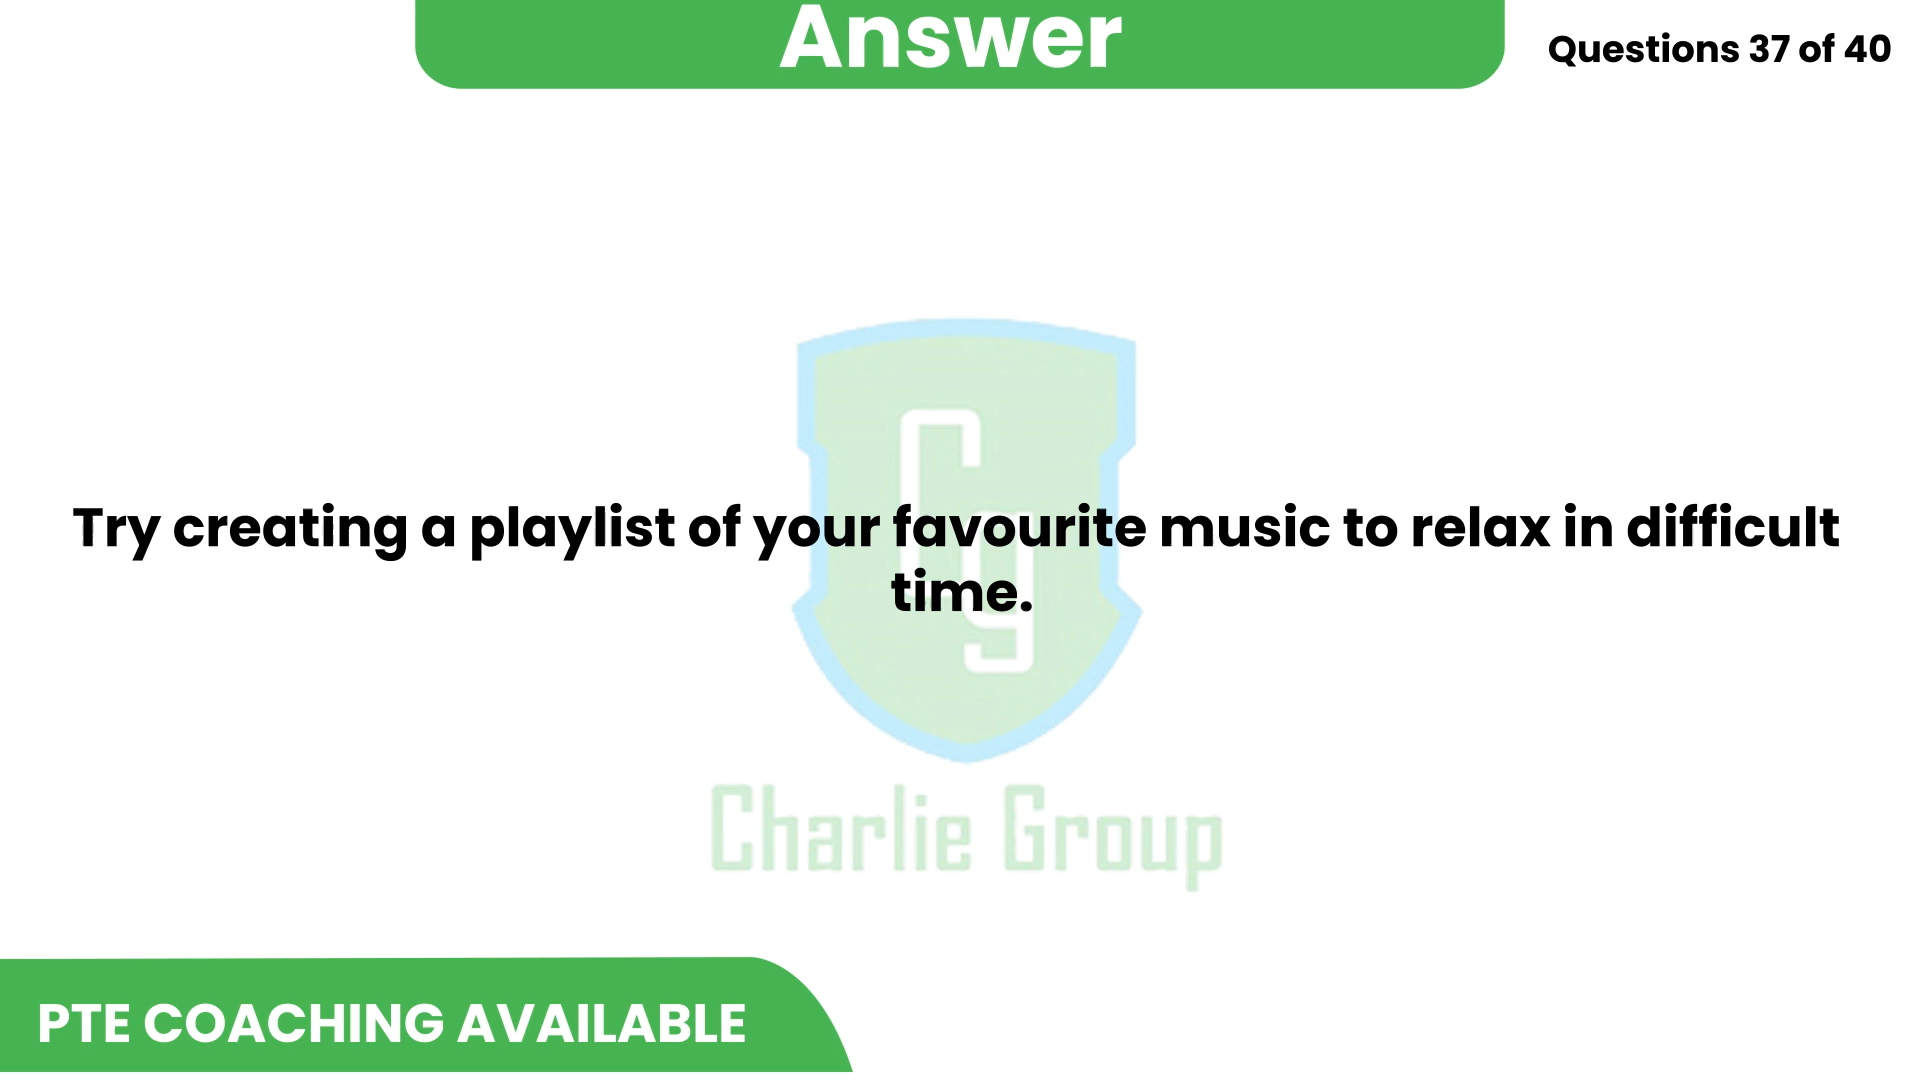 Answer
Questions 37 of 40
Try creating a playlist of your favourite music to relax in difficult
time.
Cg
Charlie Group
PTE COACHING AVAILABLE